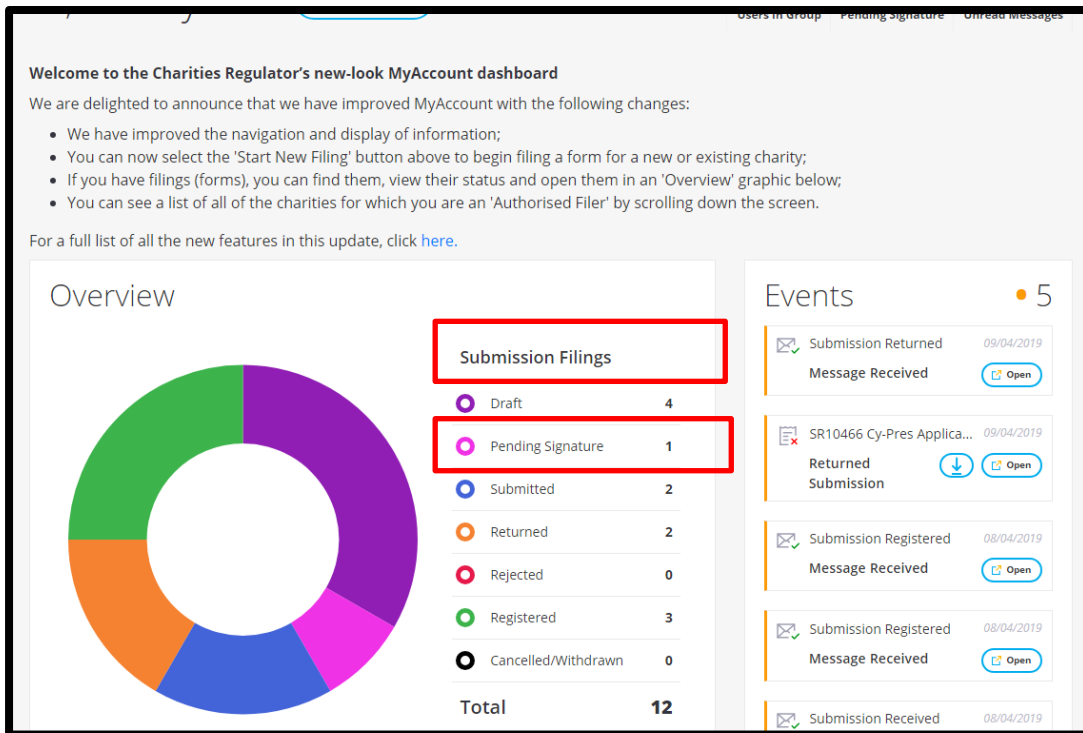 Users in Group Pending Signature Unread Messages
Welcome to the Charities Regulator's new-look MyAccount dashboard
We are delighted to announce that we have improved MyAccount with the following changes:
• We have improved the navigation and display of information;
• You can now select the 'Start New Filing' button above to begin filing a form for a new or existing charity;
• If you have filings (forms), you can find them, view their status and open them in an 'Overview' graphic below;
• You can see a list of all of the charities for which you are an 'Authorised Filer' by scrolling down the screen.
For a full list of all the new features in this update, click here.
Overview
Submission Filings
Draft 4
Pending Signature 1
Submitted 2
Returned 2
Rejected 0
Registered 3
Cancelled/Withdrawn 0
Total 12
Events 5
Submission Returned 09/04/2019
Message Received Open
SR10466 Cy-Pres Applica... 09/04/2019
Returned Submission Open
Submission Registered 08/04/2019
Message Received Open
Submission Registered 08/04/2019
Message Received Open
Submission Received 08/04/2019